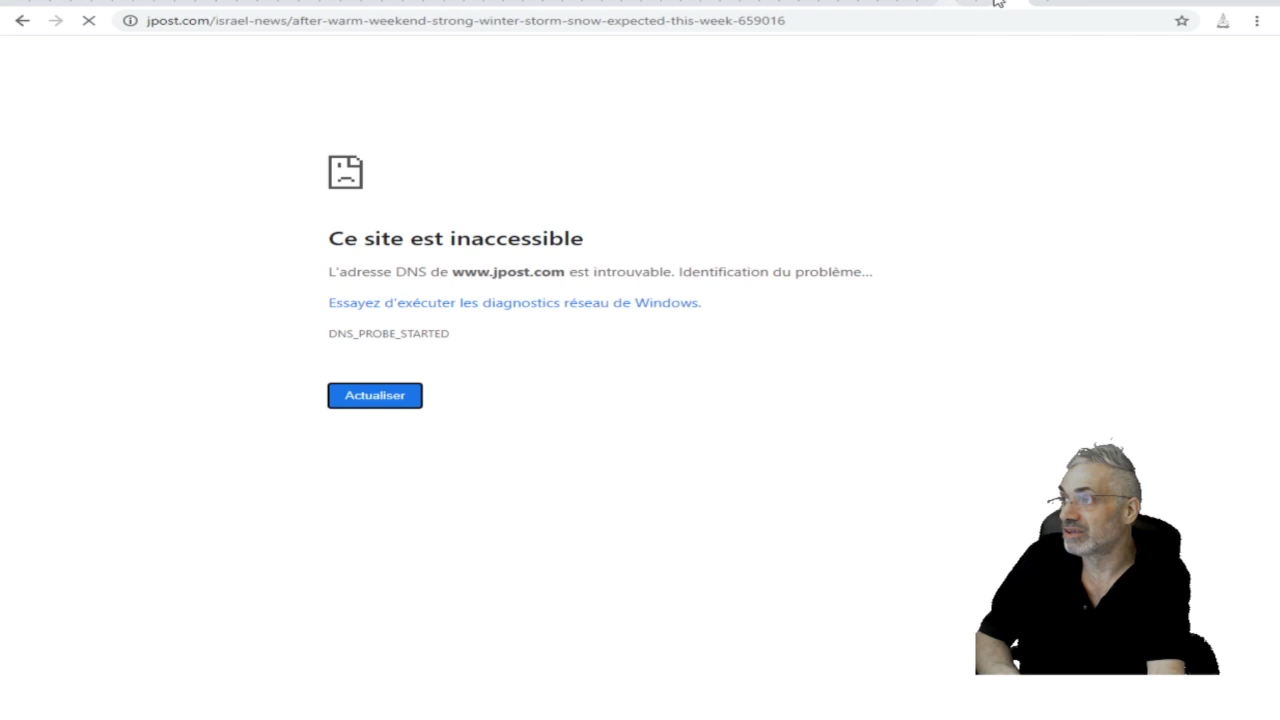 jpost.com/israel-news/after-warm-weekend-strong-winter-storm-snow-expected-this-week-659016
Ce site est inaccessible
L'adresse DNS de www.jpost.com est introuvable. Identification du problème...
Essayez d'exécuter les diagnostics réseau de Windows.
DNS_PROBE_STARTED
Actualiser